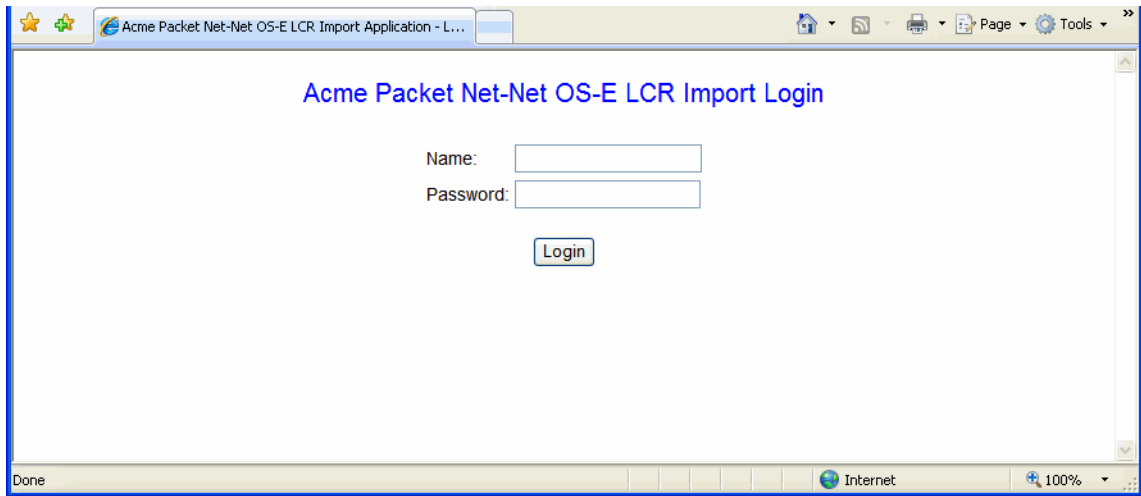 Acme Packet Net-Net OS-E LCR Import Application - L...
Page
Tools
»
Acme Packet Net-Net OS-E LCR Import Login
Name:
Password:
Login
Done
Internet
100%